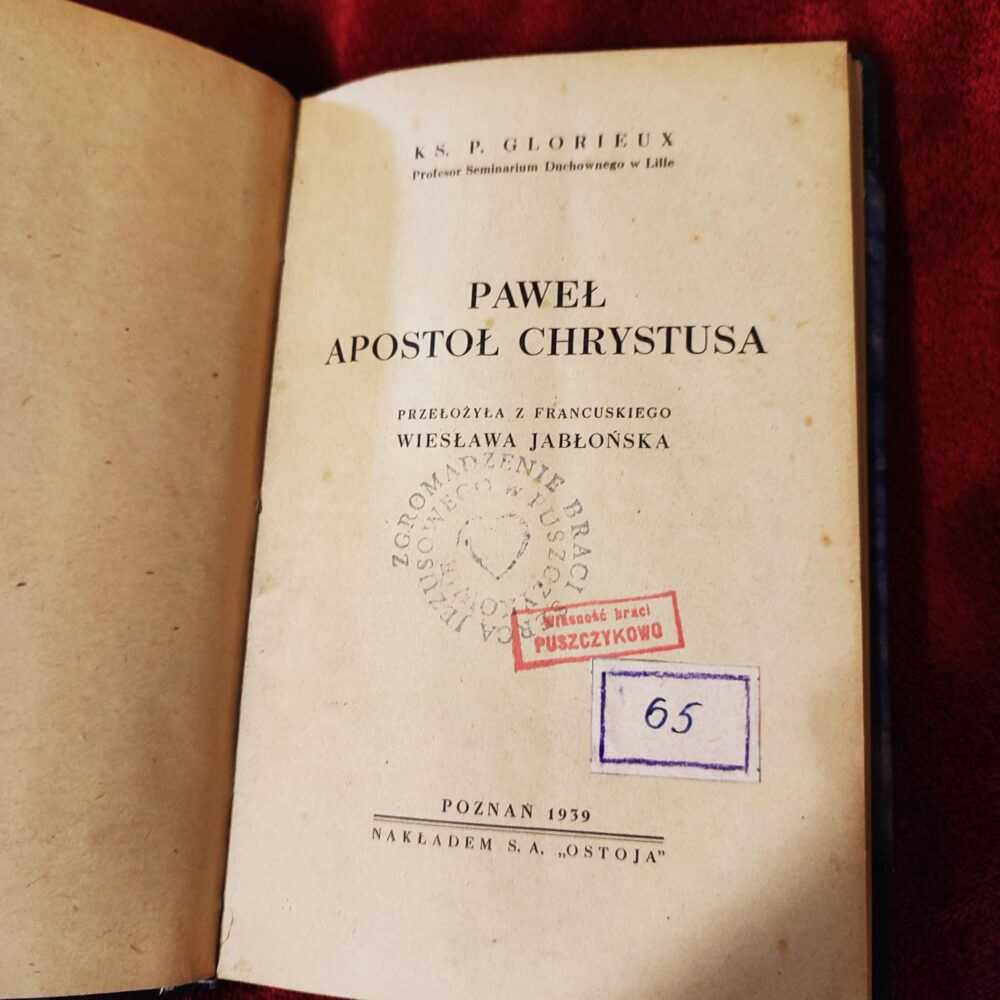 KS. P. GLORIEUX
Profesor Seminarium Duchownego w Lille
PAWEŁ
APOSTOŁ CHRYSTUSA
PRZEŁOŻYŁA Z FRANCUSKIEGO
WIESŁAWA JABŁOŃSKA
ZGROMADZENIE BRACI SERCA JEZUSOWEGO w PUSZCZYKOWIE
Własność braci
PUSZCZYKOWO
65
POZNAŃ 1939
NAKŁADEM S. A. „OSTOJA"